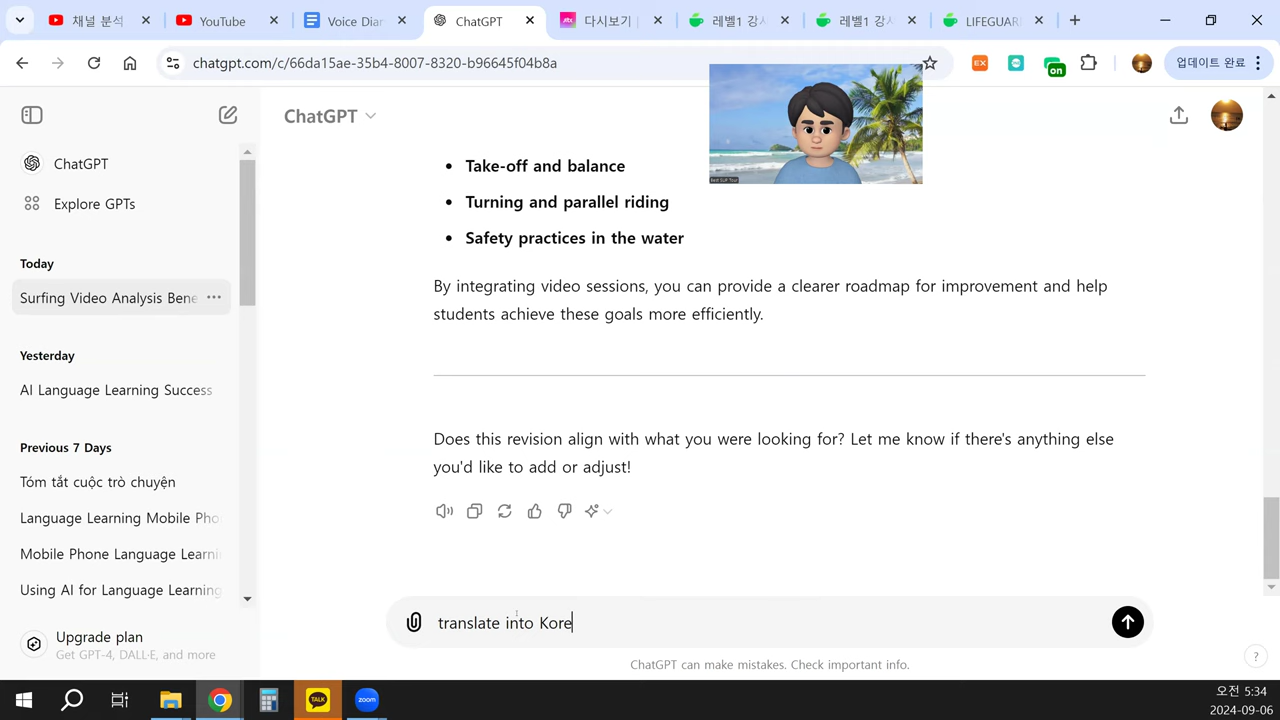 채널 분석
YouTube
Voice Diar
ChatGPT
다시보기
레벨1 강사
레벨1 강사
LIFEGUAR
chatgpt.com/c/66da15ae-35b4-8007-8320-b96645f04b8a
EX
on
업데이트 완료
ChatGPT
ChatGPT
Explore GPTs
Today
Surfing Video Analysis Bene
Yesterday
AI Language Learning Success
Previous 7 Days
Tóm tắt cuộc trò chuyện
Language Learning Mobile Pho
Mobile Phone Language Learnin
Using AI for Language Learning
Upgrade plan
Get GPT-4, DALL·E, and more
• Take-off and balance
• Turning and parallel riding
• Safety practices in the water
By integrating video sessions, you can provide a clearer roadmap for improvement and help
students achieve these goals more efficiently.
Does this revision align with what you were looking for? Let me know if there's anything else
you'd like to add or adjust!
translate into Kore
ChatGPT can make mistakes. Check important info.
?
TALK
zoom
오전 5:34
2024-09-06